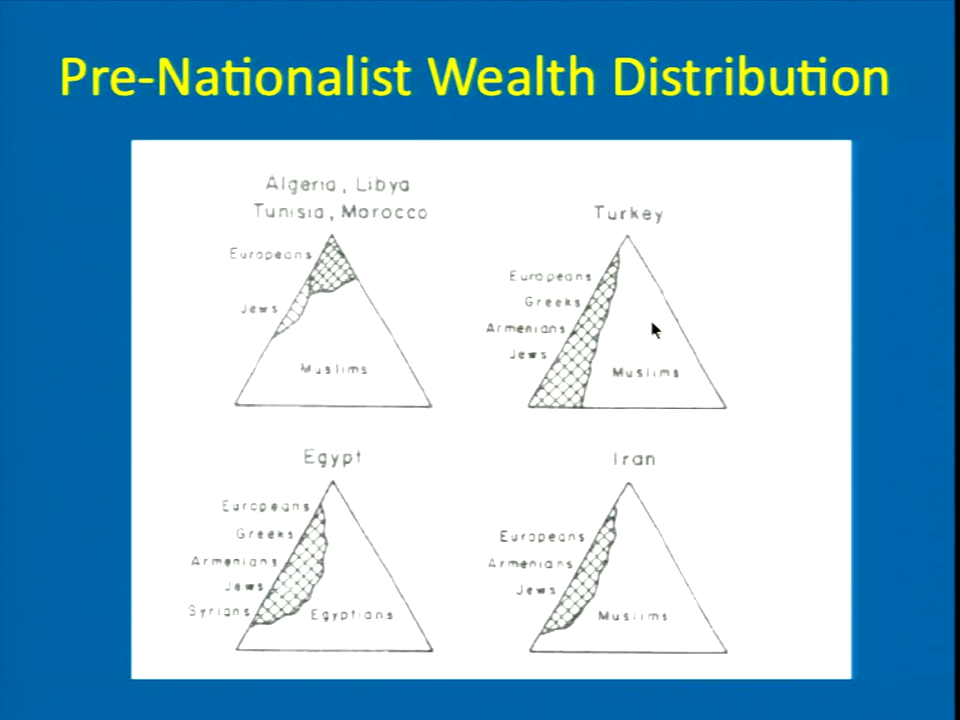 Pre-Nationalist Wealth Distribution
Algeria, Libya
Tunisia, Morocco
Europeans
Jews
Muslims
Turkey
Europeans
Greeks
Armenians
Jews
Muslims
Egypt
Europeans
Greeks
Armenians
Jews
Syrians
Egyptians
Iran
Europeans
Armenians
Jews
Muslims